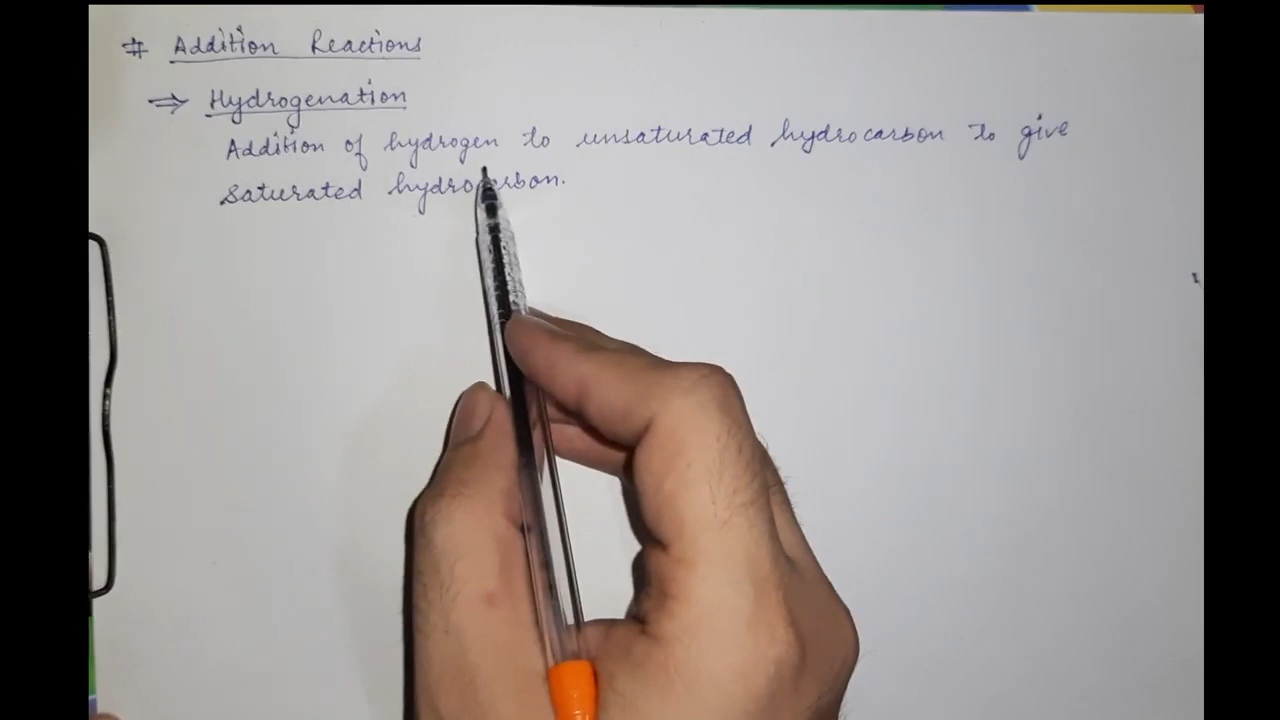 # Addition Reactions
⇒ Hydrogenation
Addition of hydrogen to unsaturated hydrocarbon to give
saturated hydrocarbon.